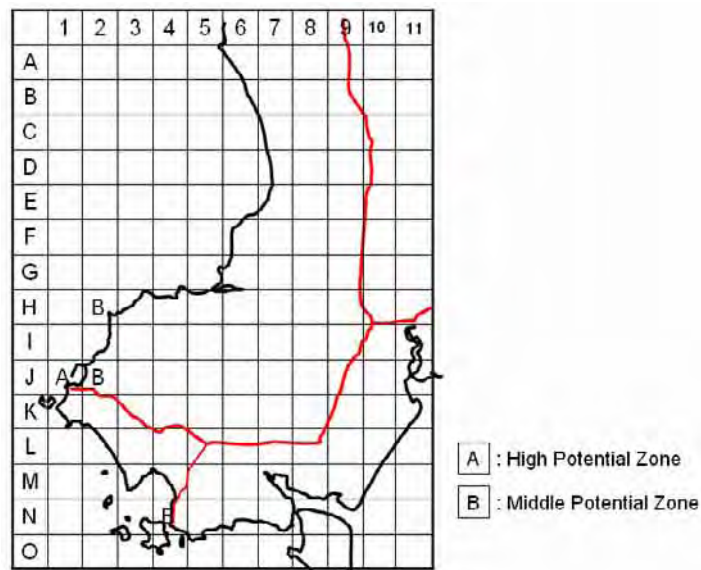 1 2 3 4 5 6 7 8 9 10 11
A
B
C
D
E
F
G
H B
I
J A B
K
L
M
N
O
A : High Potential Zone
B : Middle Potential Zone